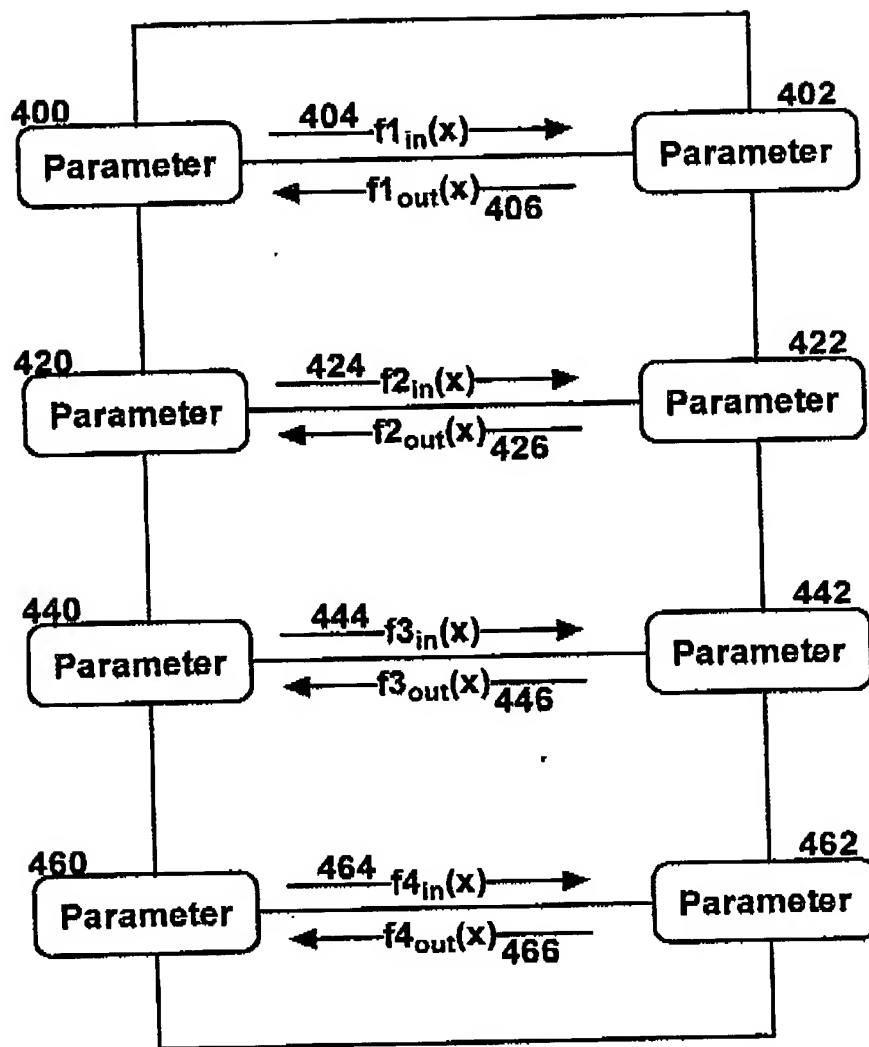 400
404
402
Parameter
f1in(x)
Parameter
f1out(x)
406
420
424
422
Parameter
f2in(x)
Parameter
f2out(x)
426
440
444
442
Parameter
f3in(x)
Parameter
f3out(x)
446
460
464
462
Parameter
f4in(x)
Parameter
f4out(x)
466